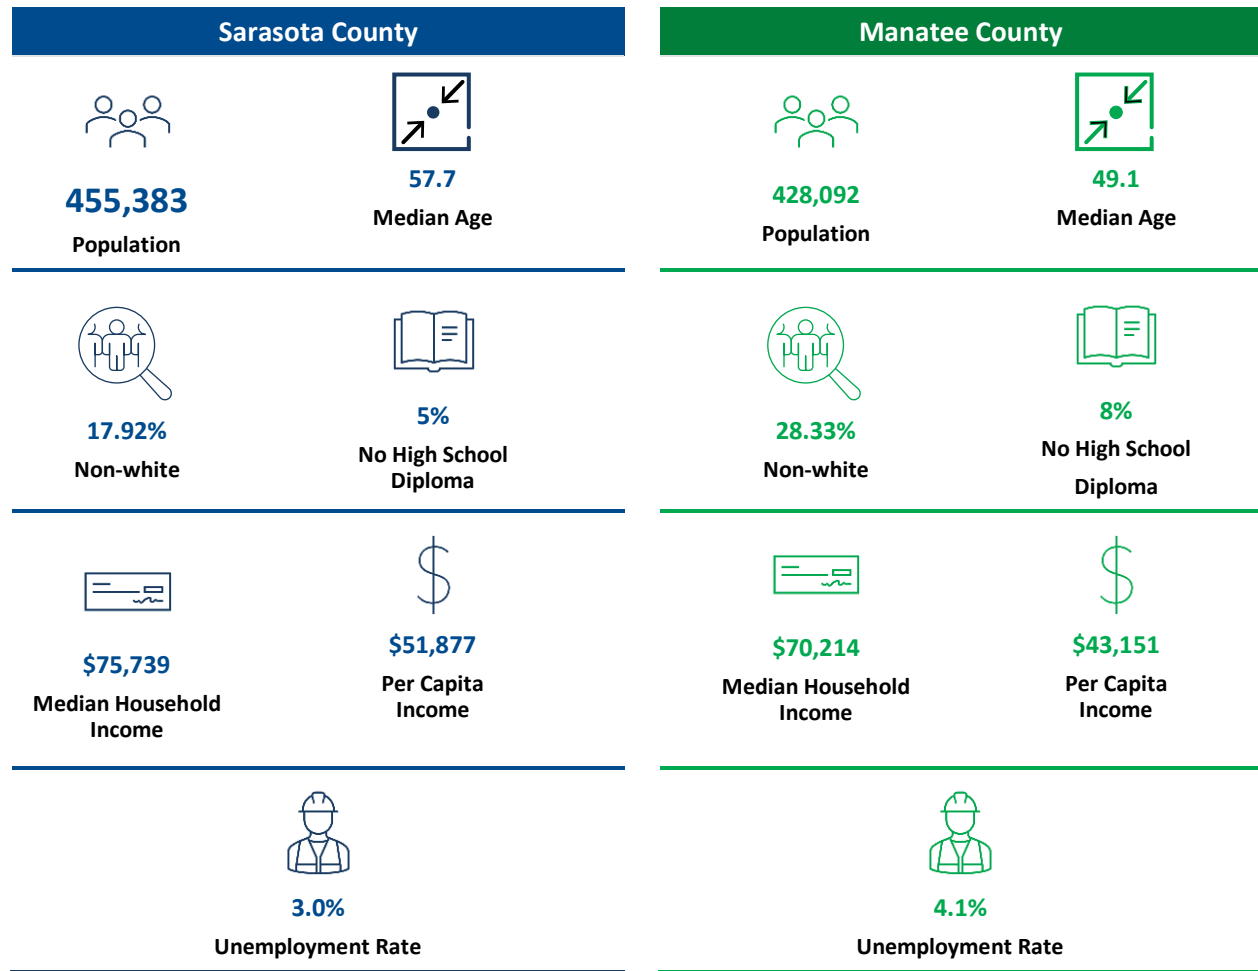 Sarasota County
455,383
Population
57.7
Median Age
17.92%
Non-white
5%
No High School
Diploma
$75,739
Median Household
Income
$51,877
Per Capita
Income
3.0%
Unemployment Rate
Manatee County
428,092
Population
49.1
Median Age
28.33%
Non-white
8%
No High School
Diploma
$70,214
Median Household
Income
$43,151
Per Capita
Income
4.1%
Unemployment Rate